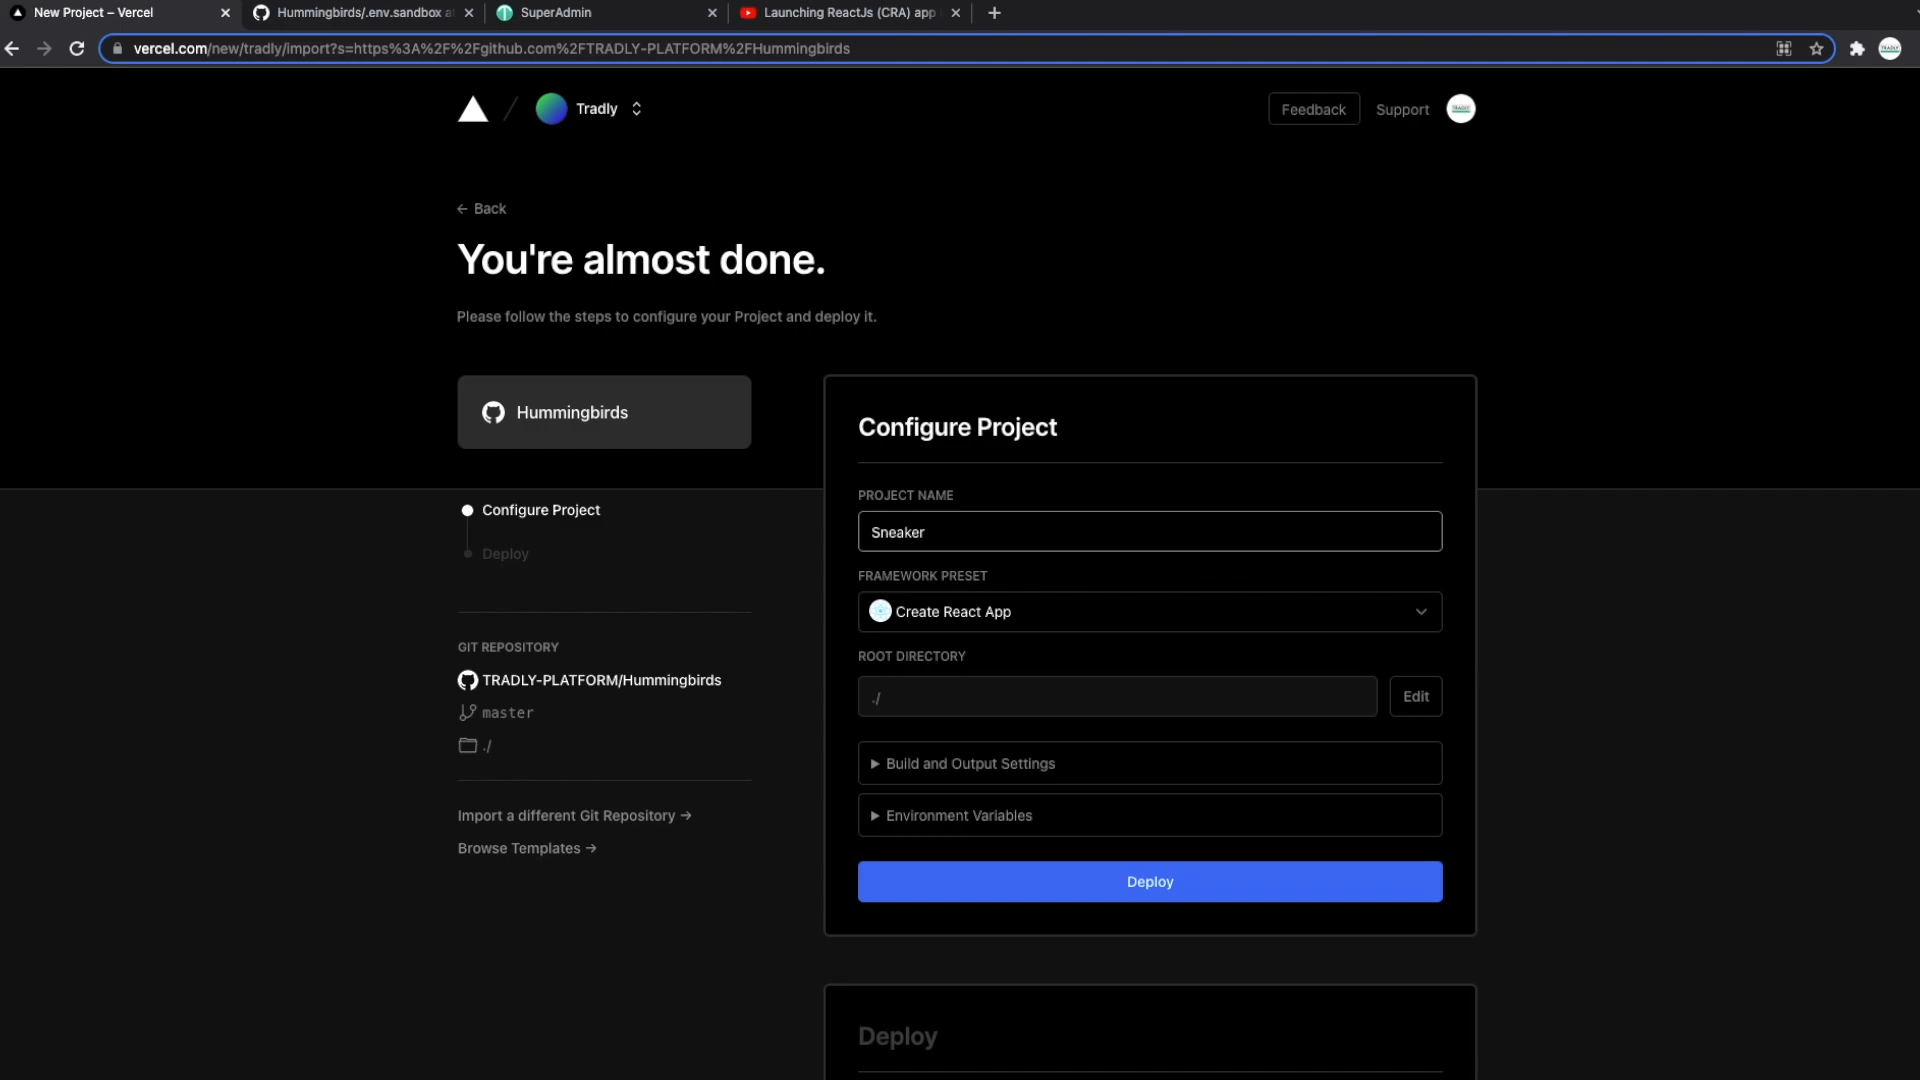 New Project – Vercel
Hummingbirds/.env.sandbox at
SuperAdmin
Launching ReactJs (CRA) app
vercel.com/new/tradly/import?s=https%3A%2F%2Fgithub.com%2FTRADLY-PLATFORM%2FHummingbirds
TRADLY
Tradly
Feedback
Support
TRADLY
← Back
You're almost done.
Please follow the steps to configure your Project and deploy it.
Hummingbirds
Configure Project
Deploy
GIT REPOSITORY
TRADLY-PLATFORM/Hummingbirds
master
./
Import a different Git Repository →
Browse Templates →
Configure Project
PROJECT NAME
Sneaker
FRAMEWORK PRESET
Create React App
ROOT DIRECTORY
./
Edit
Build and Output Settings
Environment Variables
Deploy
Deploy